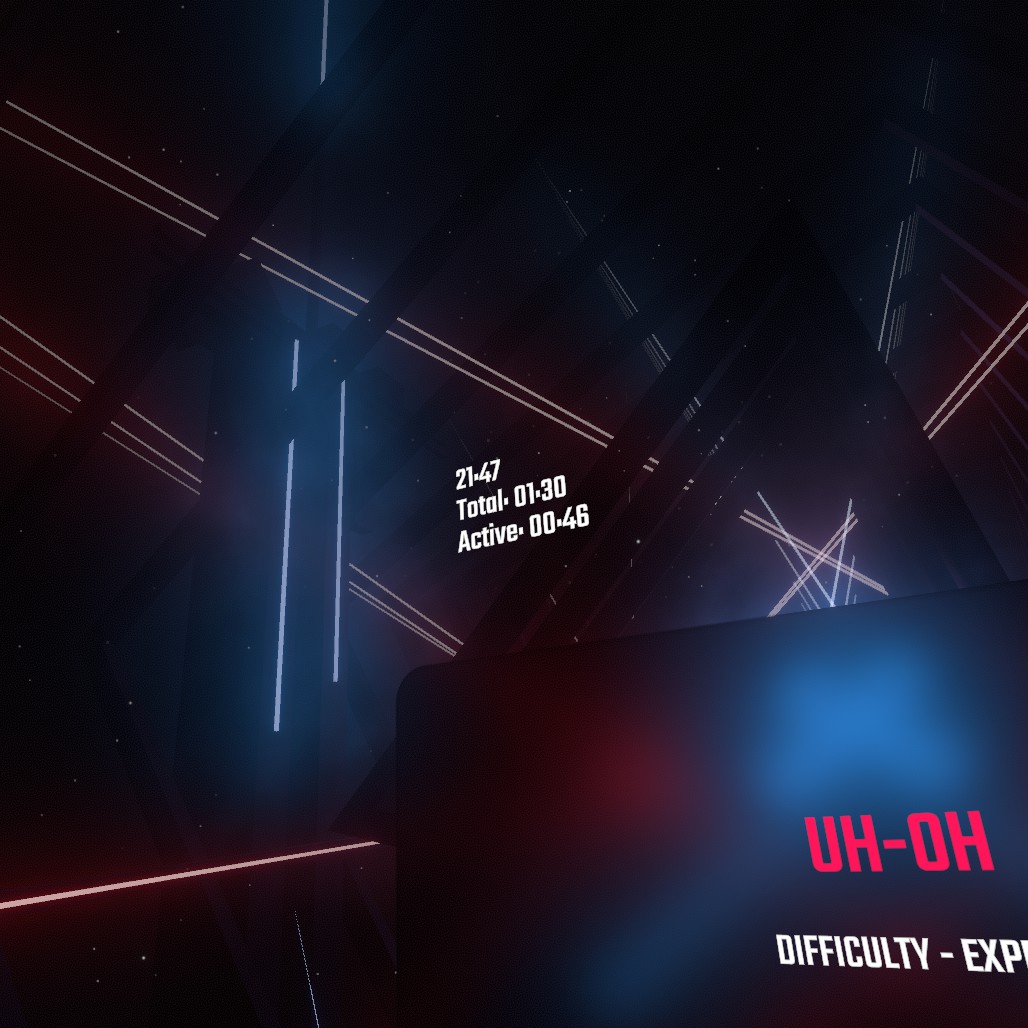 21:47
Total: 01:30
Active: 00:46
UH-OH
DIFFICULTY - EXP